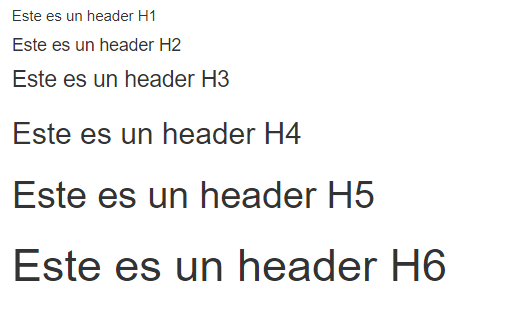 Este es un header H1
Este es un header H2
Este es un header H3
Este es un header H4
Este es un header H5
Este es un header H6